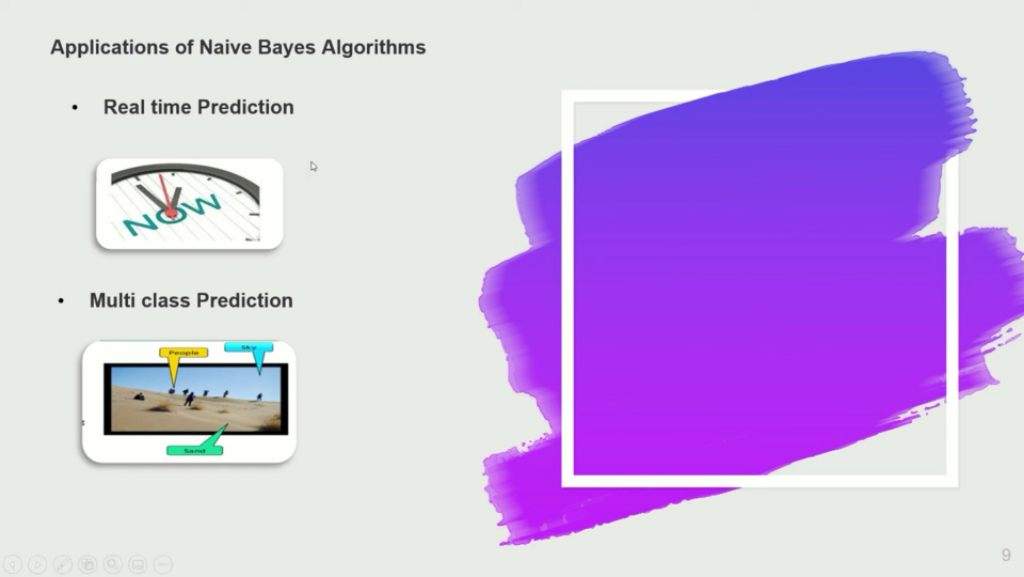 Applications of Naive Bayes Algorithms
• Real time Prediction
NOW
• Multi class Prediction
People
Sky
Sand
9